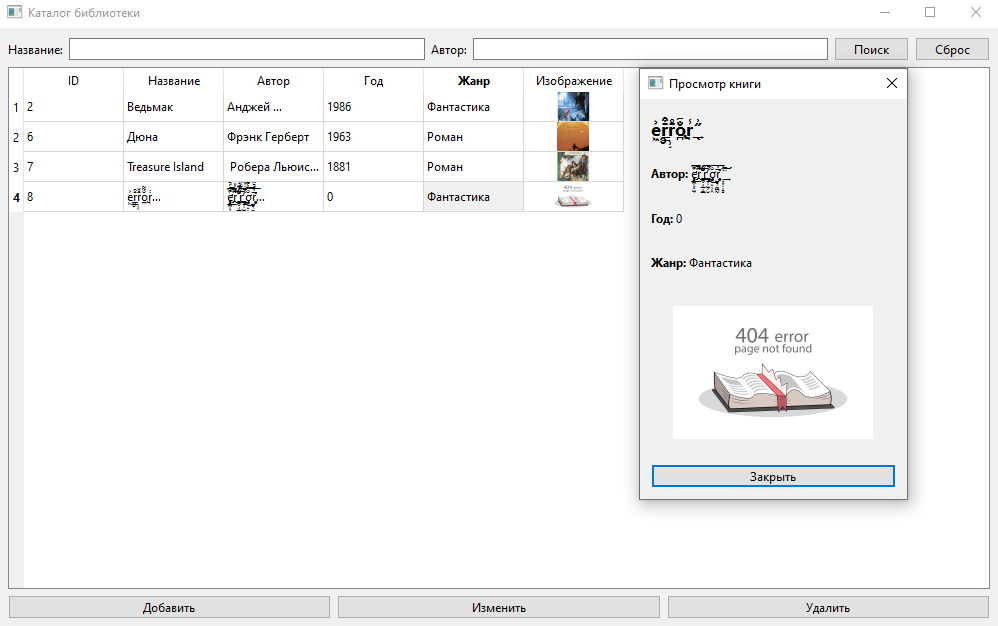 Каталог библиотеки
Название: Автор: Поиск Сброс
ID Название Автор Год Жанр Изображение
1 2 Ведьмак Анджей ... 1986 Фантастика
2 6 Дюна Фрэнк Герберт 1963 Роман
3 7 Treasure Island Робера Льюис... 1881 Роман
4 8 error... error... 0 Фантастика
Просмотр книги
error
Автор: error
Год: 0
Жанр: Фантастика
404 error
page not found
Закрыть
Добавить Изменить Удалить